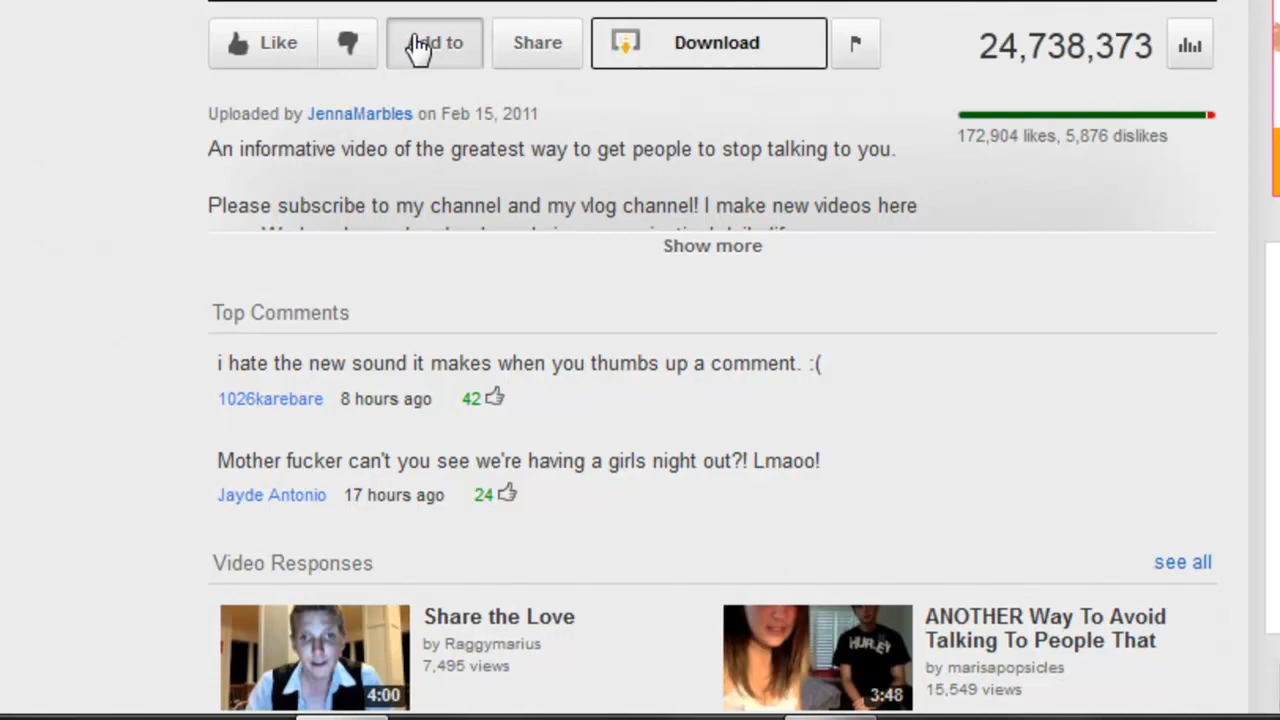 Like Add to Share Download 24,738,373
Uploaded by JennaMarbles on Feb 15, 2011
172,904 likes, 5,876 dislikes
An informative video of the greatest way to get people to stop talking to you.
Please subscribe to my channel and my vlog channel! I make new videos here
Show more
Top Comments
i hate the new sound it makes when you thumbs up a comment. :(
1026karebare 8 hours ago 42
Mother fucker can't you see we're having a girls night out?! Lmaoo!
Jayde Antonio 17 hours ago 24
Video Responses see all
Share the Love
by Raggymarius
7,495 views
4:00
ANOTHER Way To Avoid
Talking To People That
by marisapopsicles
15,549 views
HURLEY
3:48